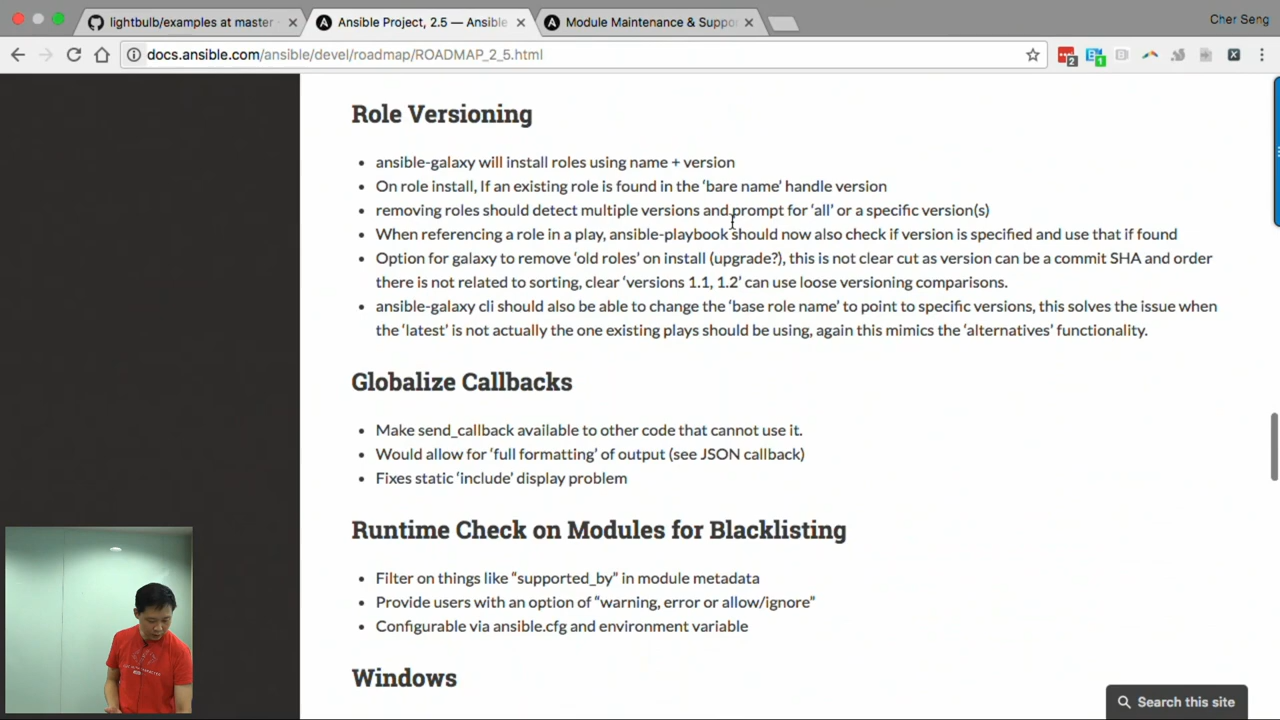 lightbulb/examples at master
Ansible Project, 2.5 — Ansible
Module Maintenance & Suppo
Cher Seng
docs.ansible.com/ansible/devel/roadmap/ROADMAP_2_5.html
2
1
Role Versioning
ansible-galaxy will install roles using name + version
On role install, If an existing role is found in the ‘bare name’ handle version
removing roles should detect multiple versions and prompt for ‘all’ or a specific version(s)
When referencing a role in a play, ansible-playbook should now also check if version is specified and use that if found
Option for galaxy to remove ‘old roles’ on install (upgrade?), this is not clear cut as version can be a commit SHA and order
there is not related to sorting, clear ‘versions 1.1, 1.2’ can use loose versioning comparisons.
ansible-galaxy cli should also be able to change the ‘base role name’ to point to specific versions, this solves the issue when
the ‘latest’ is not actually the one existing plays should be using, again this mimics the ‘alternatives’ functionality.
Globalize Callbacks
Make send_callback available to other code that cannot use it.
Would allow for ‘full formatting’ of output (see JSON callback)
Fixes static ‘include’ display problem
Runtime Check on Modules for Blacklisting
Filter on things like “supported_by” in module metadata
Provide users with an option of “warning, error or allow/ignore”
Configurable via ansible.cfg and environment variable
Windows
Search this site